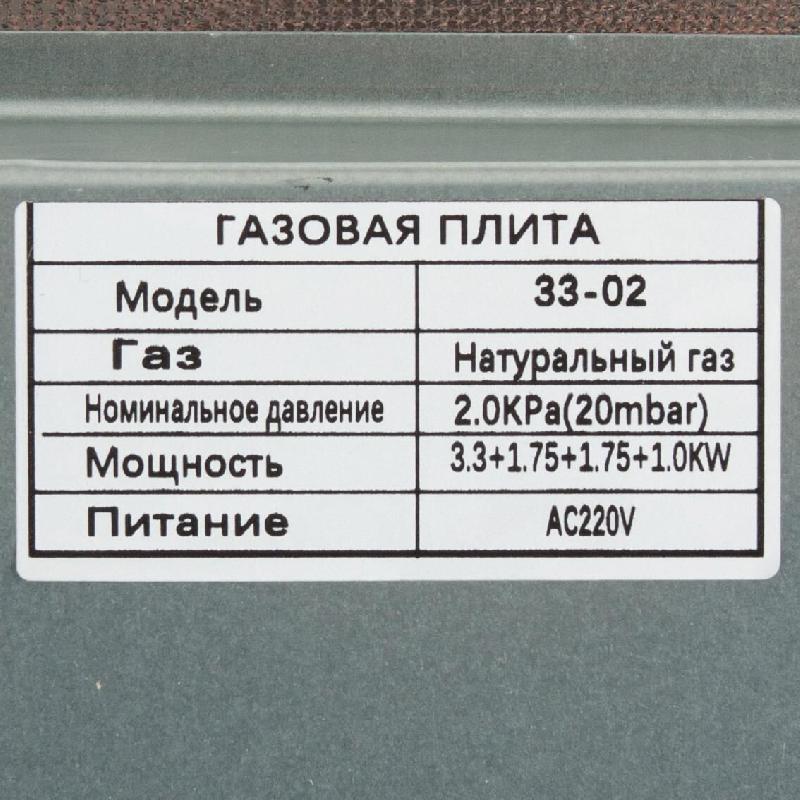 ГАЗОВАЯ ПЛИТА
Модель 33-02
Газ Натуральный газ
Номинальное давление 2.0KPa(20mbar)
Мощность 3.3+1.75+1.75+1.0KW
Питание AC220V